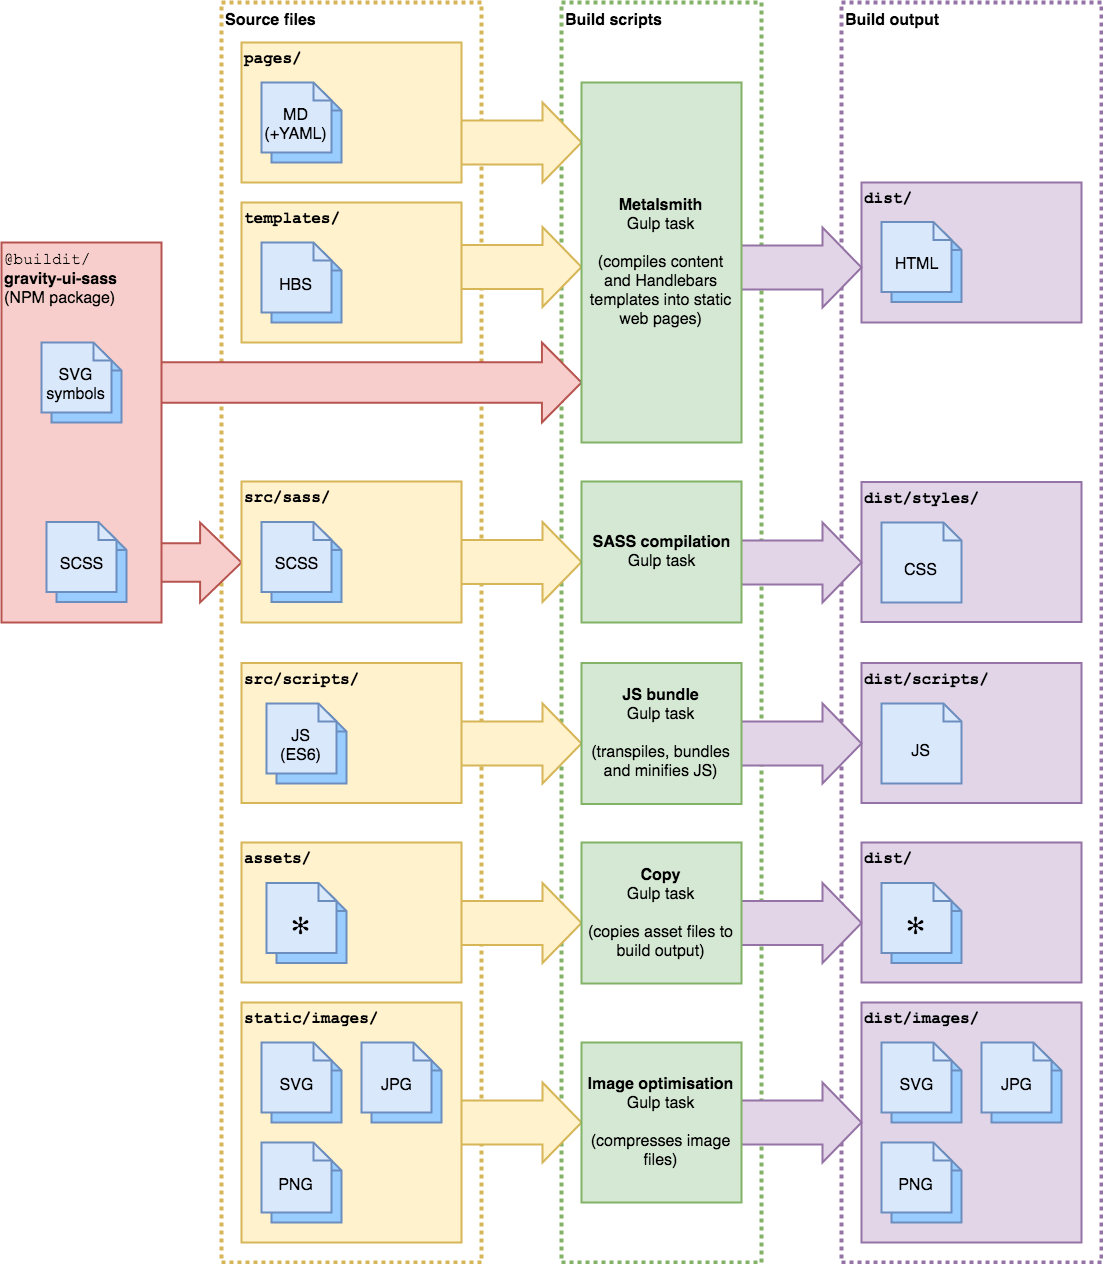 Source files
Build scripts
Build output
pages/
MD
(+YAML)
templates/
HBS
@buildit/
gravity-ui-sass
(NPM package)
SVG
symbols
SCSS
Metalsmith
Gulp task
(compiles content
and Handlebars
templates into static
web pages)
dist/
HTML
src/sass/
SCSS
SASS compilation
Gulp task
dist/styles/
CSS
src/scripts/
JS
(ES6)
JS bundle
Gulp task
(transpiles, bundles
and minifies JS)
dist/scripts/
JS
assets/
*
Copy
Gulp task
(copies asset files to
build output)
dist/
*
static/images/
SVG
JPG
PNG
Image optimisation
Gulp task
(compresses image
files)
dist/images/
SVG
JPG
PNG